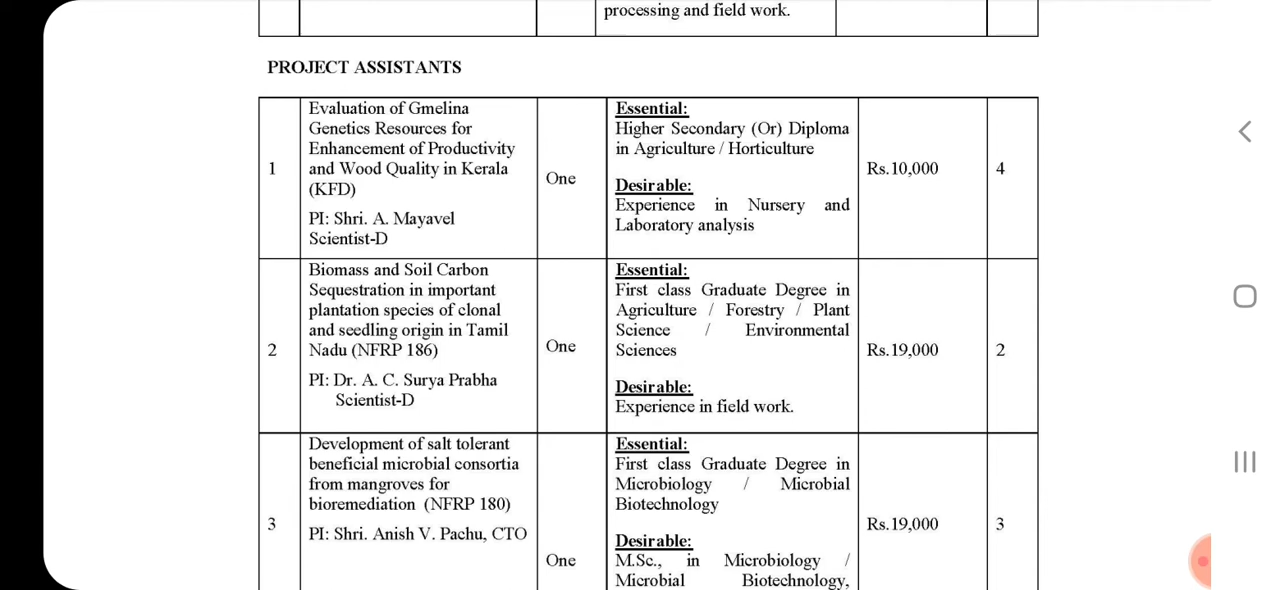 processing and field work.
PROJECT ASSISTANTS
1
Evaluation of Gmelina
Genetics Resources for
Enhancement of Productivity
and Wood Quality in Kerala
(KFD)
PI: Shri. A. Mayavel
Scientist-D
One
Essential:
Higher Secondary (Or) Diploma
in Agriculture / Horticulture
Desirable:
Experience in Nursery and
Laboratory analysis
Rs.10,000
4
2
Biomass and Soil Carbon
Sequestration in important
plantation species of clonal
and seedling origin in Tamil
Nadu (NFRP 186)
PI: Dr. A. C. Surya Prabha
Scientist-D
One
Essential:
First class Graduate Degree in
Agriculture / Forestry / Plant
Science / Environmental
Sciences
Desirable:
Experience in field work.
Rs.19,000
2
3
Development of salt tolerant
beneficial microbial consortia
from mangroves for
bioremediation (NFRP 180)
PI: Shri. Anish V. Pachu, CTO
One
Essential:
First class Graduate Degree in
Microbiology / Microbial
Biotechnology
Desirable:
M.Sc., in Microbiology /
Microbial Biotechnology,
Rs.19,000
3